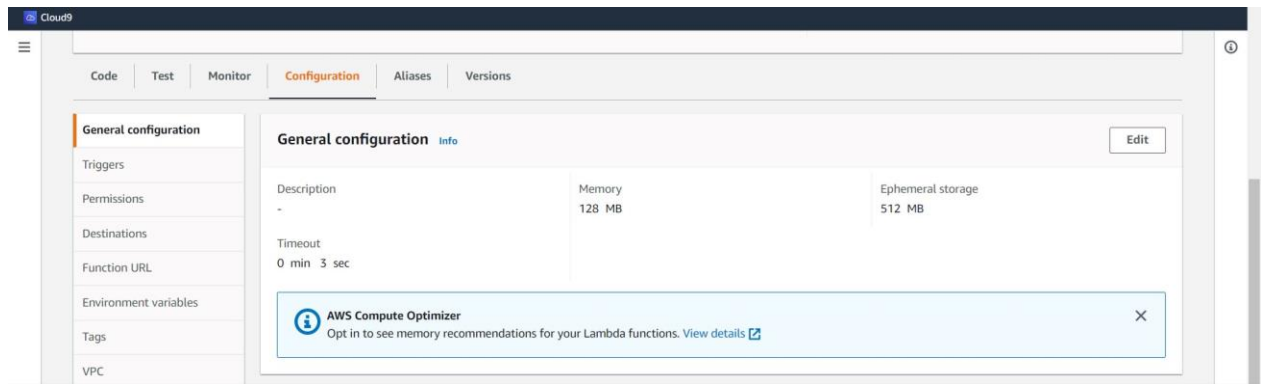 Cloud9
Code Test Monitor Configuration Aliases Versions
General configuration
Triggers
Permissions
Destinations
Function URL
Environment variables
Tags
VPC
General configuration Info
Edit
Description
-
Memory
128 MB
Ephemeral storage
512 MB
Timeout
0 min 3 sec
AWS Compute Optimizer
Opt in to see memory recommendations for your Lambda functions. View details